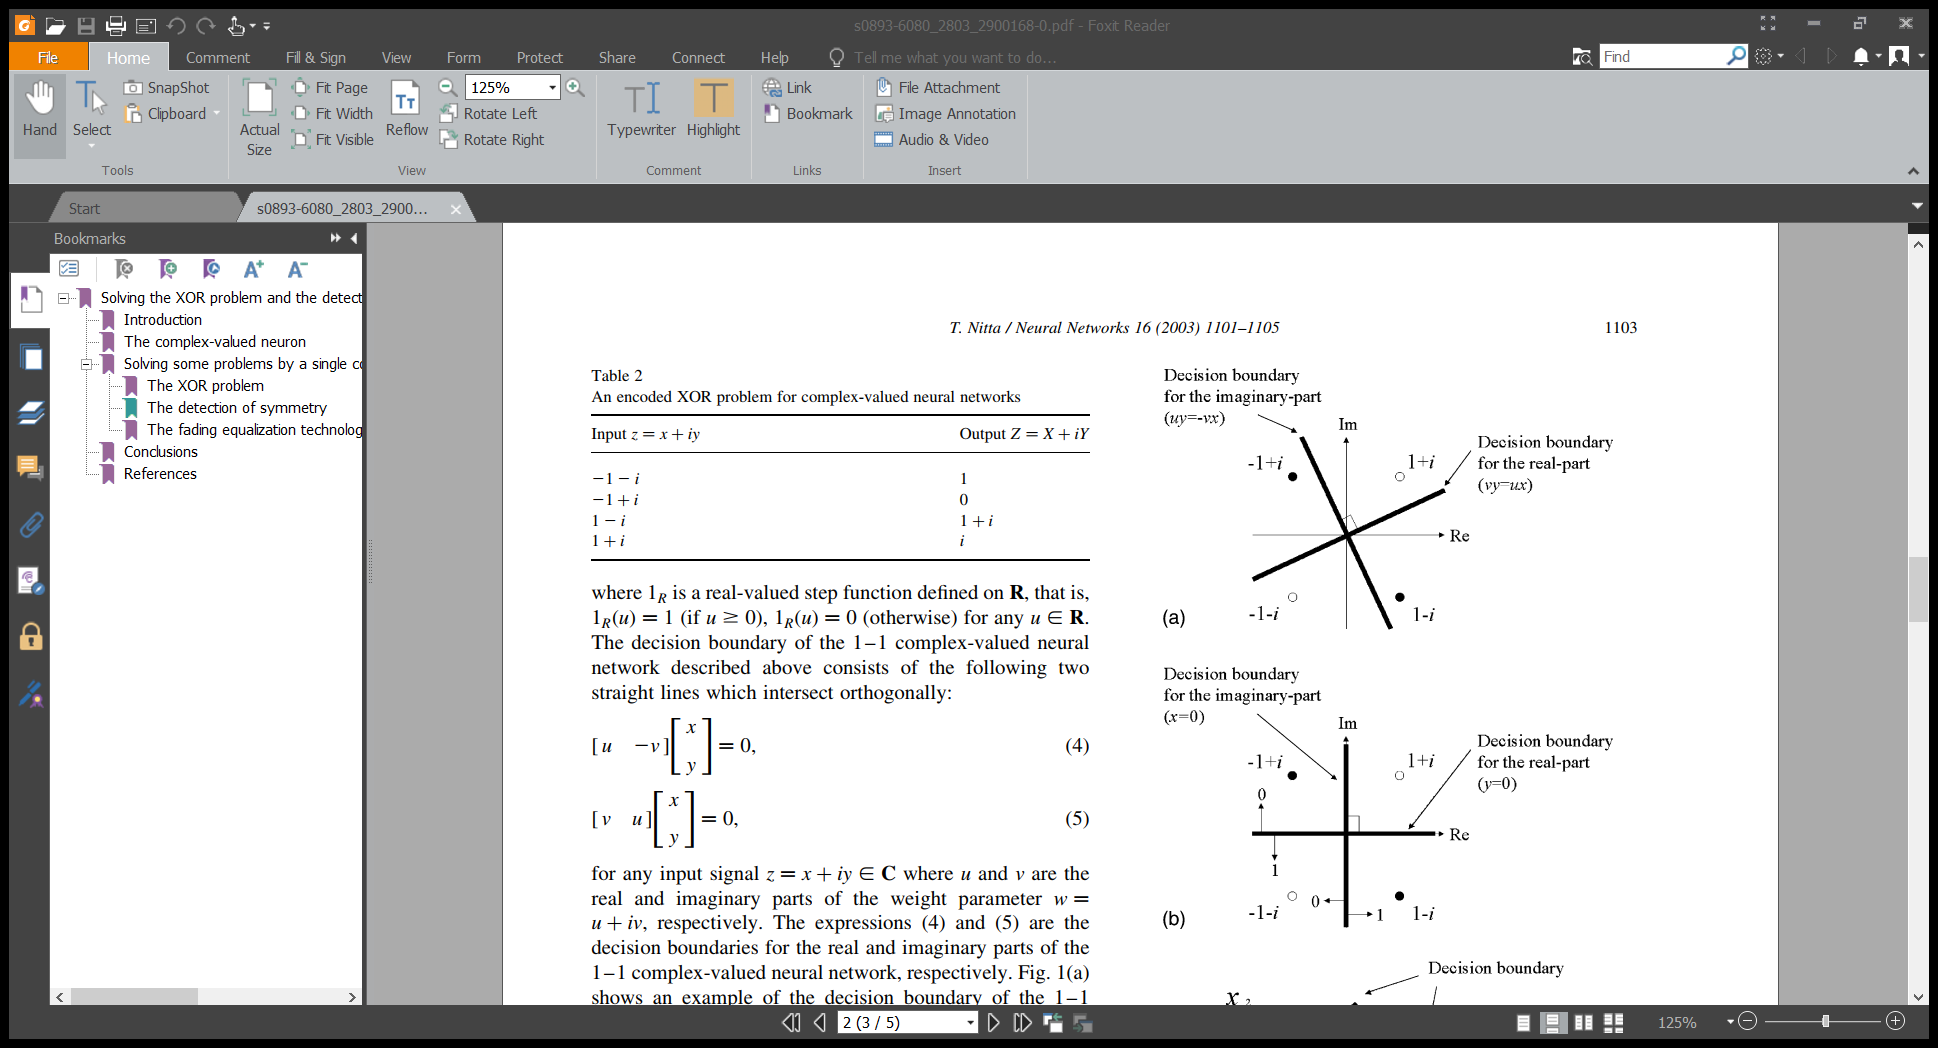 s0893-6080_2803_2900168-0.pdf - Foxit Reader
File Home Comment Fill & Sign View Form Protect Share Connect Help Tell me what you want to do... Find
Hand
Select
SnapShot
Clipboard
Tools
Actual
Size
Fit Page
Fit Width
Fit Visible
Reflow
125%
Rotate Left
Rotate Right
View
Typewriter
Highlight
Comment
Link
Bookmark
Links
File Attachment
Image Annotation
Audio & Video
Insert
Start
s0893-6080_2803_2900...
Bookmarks
Solving the XOR problem and the detect
Introduction
The complex-valued neuron
Solving some problems by a single co
The XOR problem
The detection of symmetry
The fading equalization technolog
Conclusions
References
T. Nitta / Neural Networks 16 (2003) 1101–1105
1103
Table 2
An encoded XOR problem for complex-valued neural networks
Input z = x + iy Output Z = X + iY
−1 − i 1
−1 + i 0
1 − i 1 + i
1 + i i
where 1R is a real-valued step function defined on R, that is,
1R(u) = 1 (if u ≥ 0), 1R(u) = 0 (otherwise) for any u ∈ R.
The decision boundary of the 1–1 complex-valued neural
network described above consists of the following two
straight lines which intersect orthogonally:
[u −v][x y] = 0, (4)
[v u][x y] = 0, (5)
for any input signal z = x + iy ∈ C where u and v are the
real and imaginary parts of the weight parameter w =
u + iv, respectively. The expressions (4) and (5) are the
decision boundaries for the real and imaginary parts of the
1–1 complex-valued neural network, respectively. Fig. 1(a)
shows an example of the decision boundary of the 1–1
Decision boundary
for the imaginary-part
(uy=-vx)
Im
Decision boundary
for the real-part
(vy=ux)
-1+i
1+i
Re
-1-i
1-i
(a)
Decision boundary
for the imaginary-part
(x=0)
Im
Decision boundary
for the real-part
(y=0)
-1+i
1+i
0
Re
1
-1-i
0
1
1-i
(b)
Decision boundary
x 2
2 (3 / 5)
125%